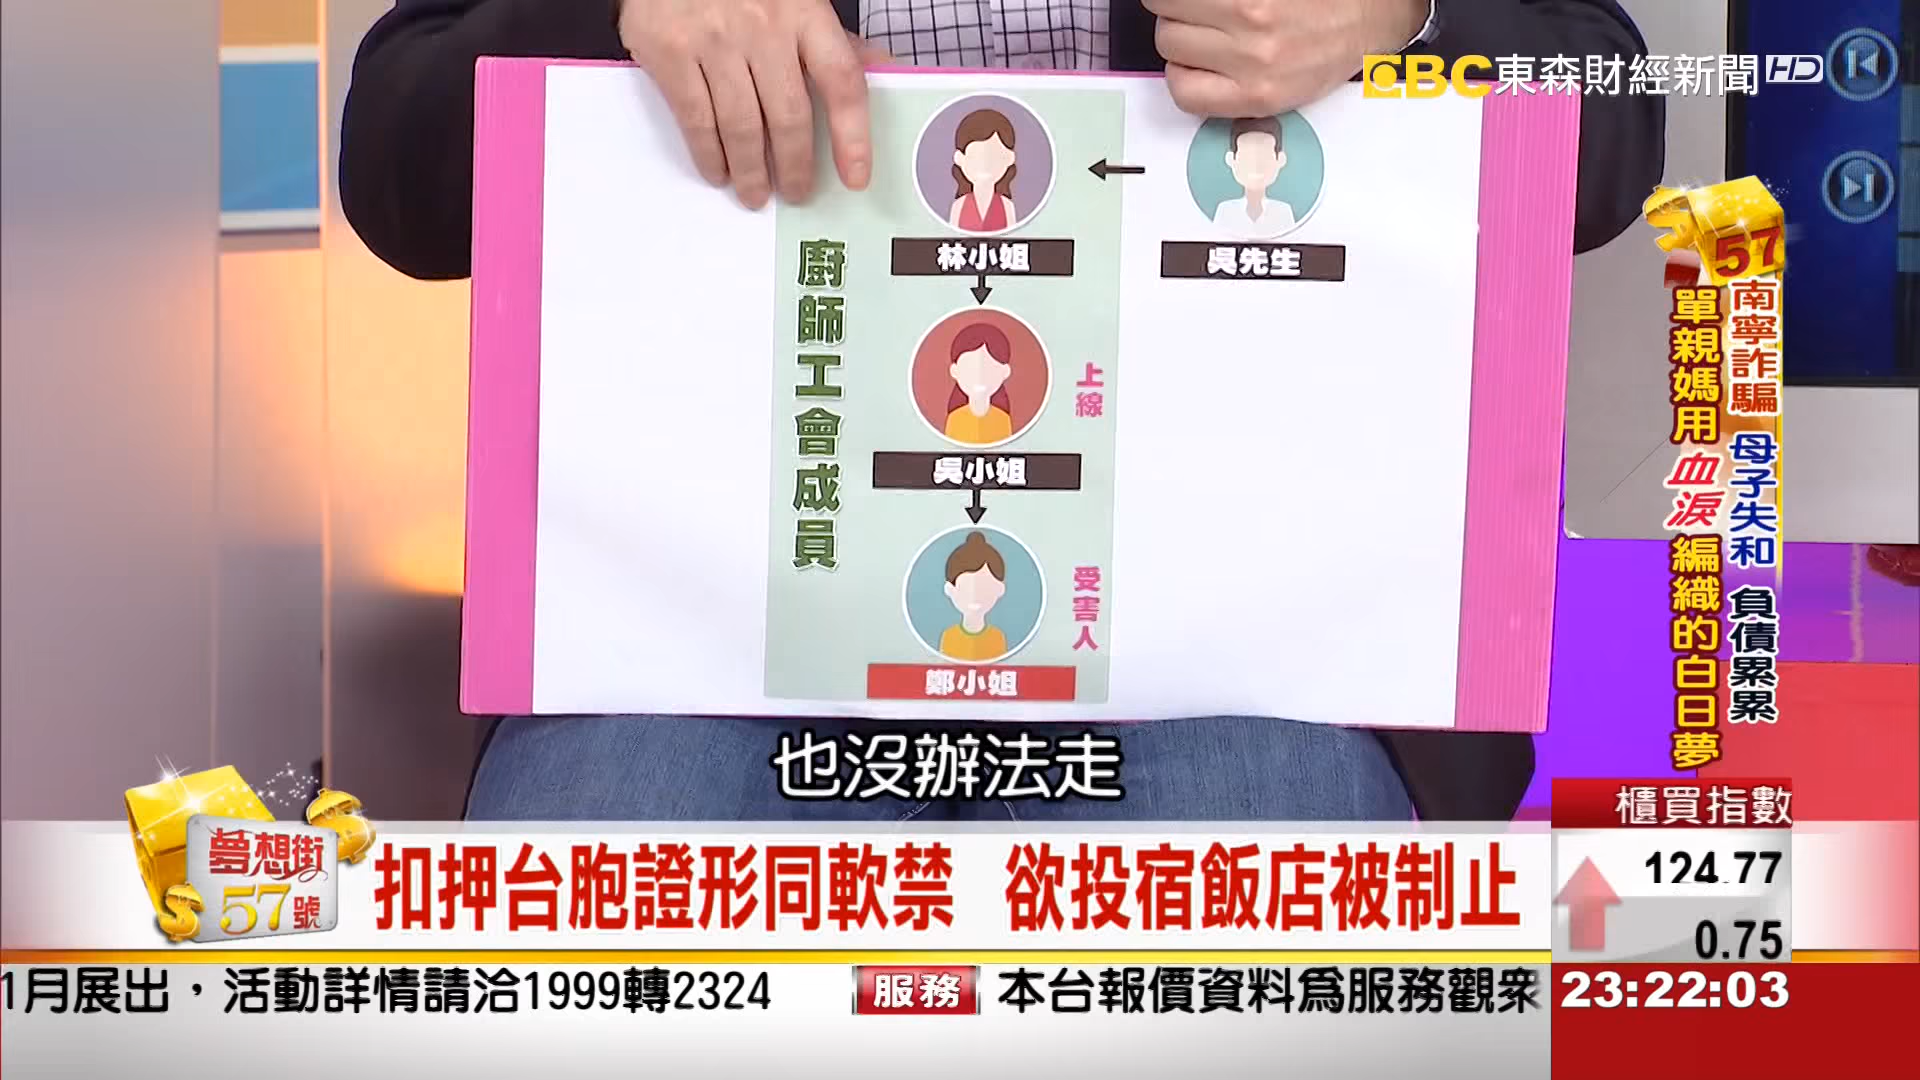 EBC東森財經新聞HD
廚師工會成員
林小姐
吳先生
上線
吳小姐
受害人
鄭小姐
57
南寧詐騙 母子失和 負債累累
單親媽用血淚編織的白日夢
也沒辦法走
夢想街
57號
扣押台胞證形同軟禁 欲投宿飯店被制止
櫃買指數
124.77
0.75
1月展出，活動詳情請洽1999轉2324 服務 本台報價資料為服務觀眾
23:22:03